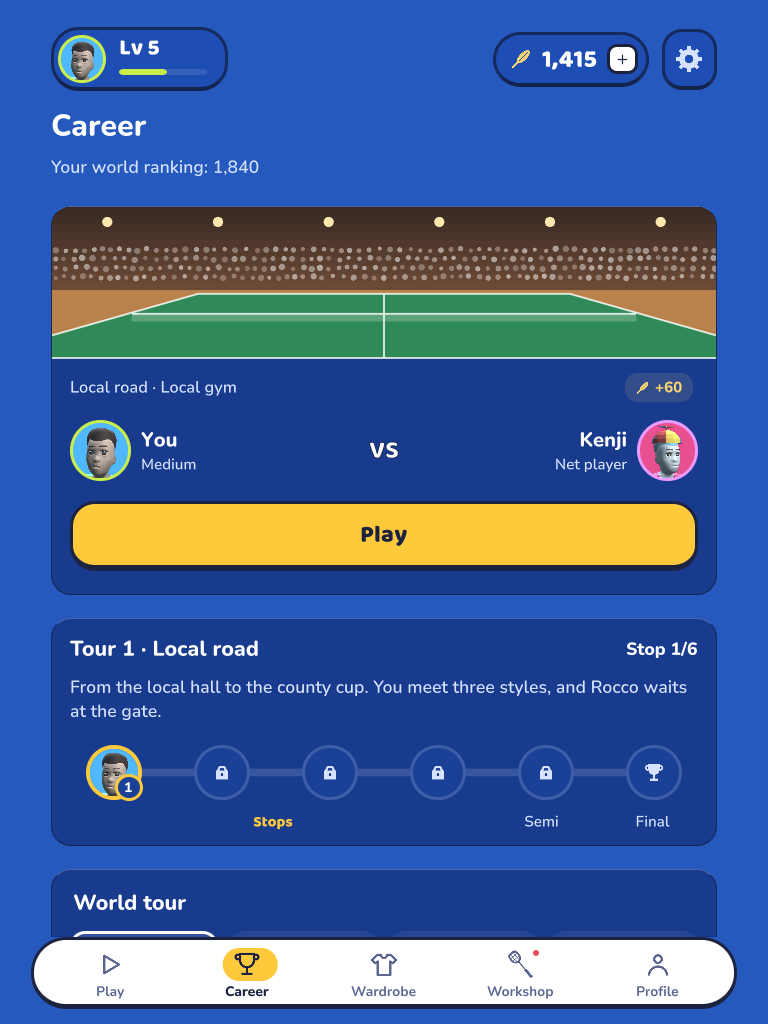 Lv 5
1,415
+
Career
Your world ranking: 1,840
Local road · Local gym
+60
You
Medium
VS
Kenji
Net player
Play
Tour 1 · Local road
Stop 1/6
From the local hall to the county cup. You meet three styles, and Rocco waits
at the gate.
1
Stops
Semi
Final
World tour
Play
Career
Wardrobe
Workshop
Profile